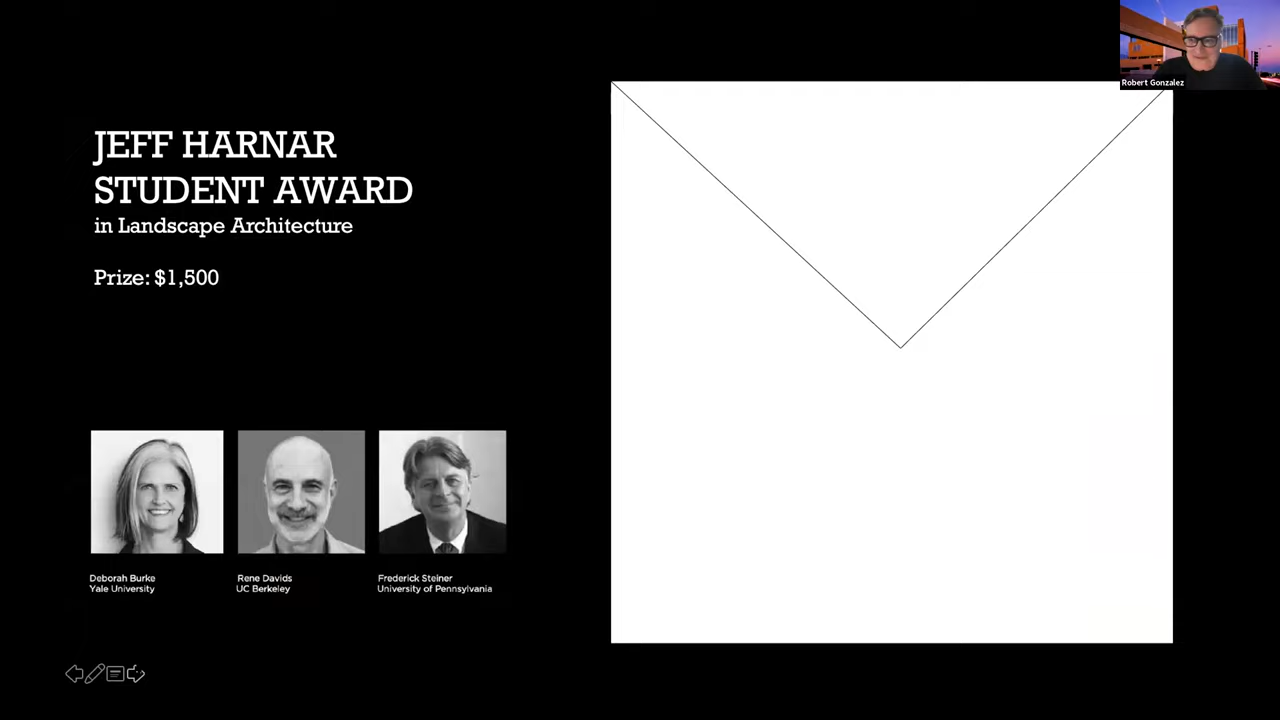 JEFF HARNAR
STUDENT AWARD
in Landscape Architecture
Prize: $1,500
Deborah Burke
Yale University
Rene Davids
UC Berkeley
Frederick Steiner
University of Pennsylvania
Robert Gonzalez